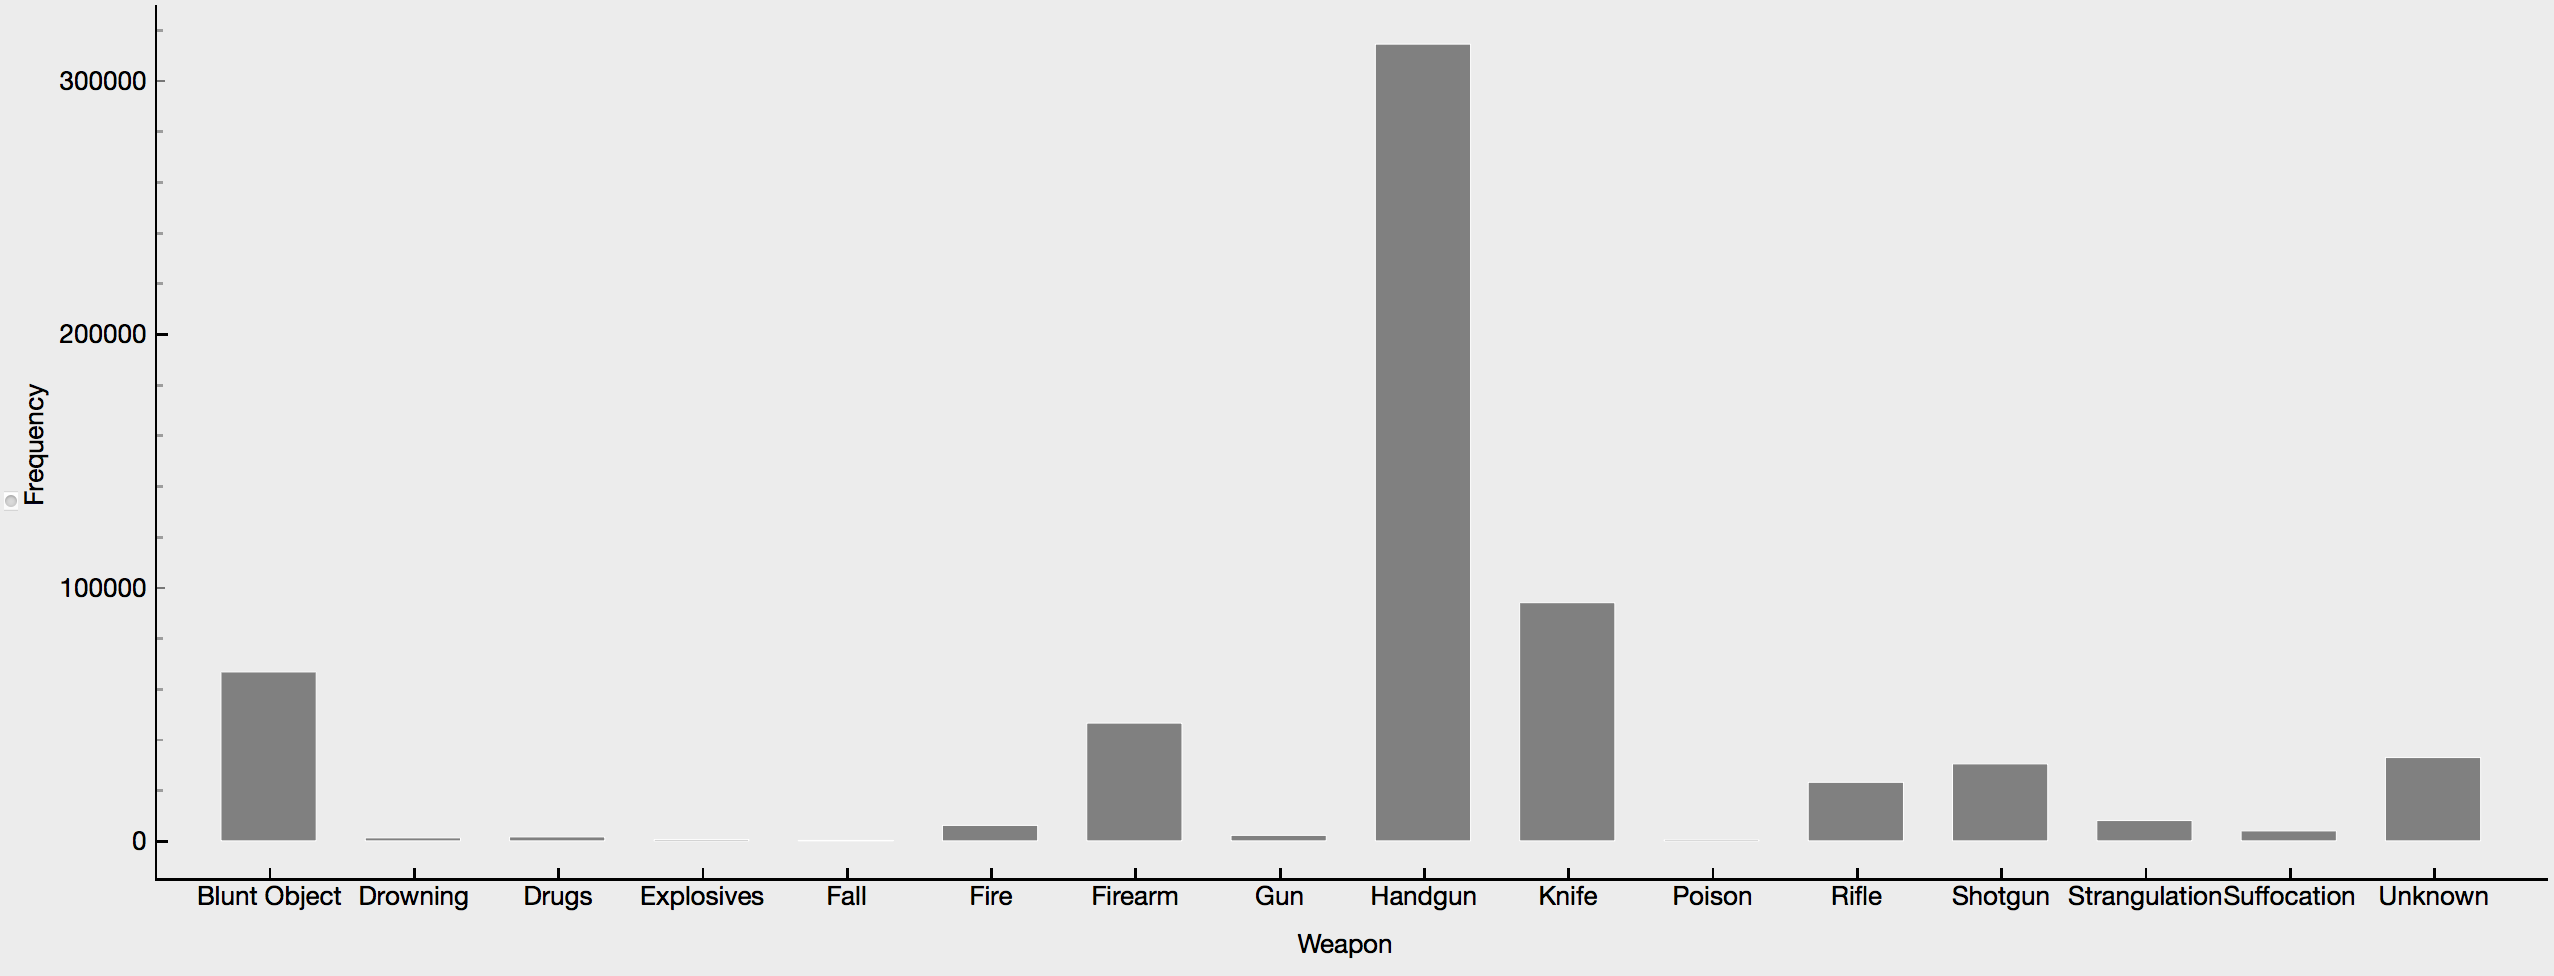 300000
200000
100000
0
Frequency
Blunt Object Drowning Drugs Explosives Fall Fire Firearm Gun Handgun Knife Poison Rifle Shotgun Strangulation Suffocation Unknown
Weapon